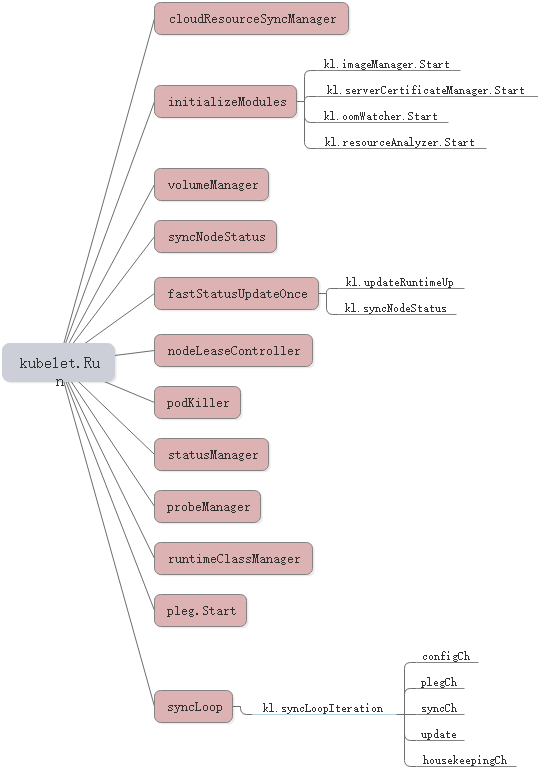 cloudResourceSyncManager
initializeModules
kl.imageManager.Start
kl.serverCertificateManager.Start
kl.oomWatcher.Start
kl.resourceAnalyzer.Start
volumeManager
syncNodeStatus
fastStatusUpdateOnce
kl.updateRuntimeUp
kl.syncNodeStatus
kubelet.Ru
n
nodeLeaseController
podKiller
statusManager
probeManager
runtimeClassManager
pleg.Start
syncLoop
kl.syncLoopIteration
configCh
plegCh
syncCh
update
housekeepingCh